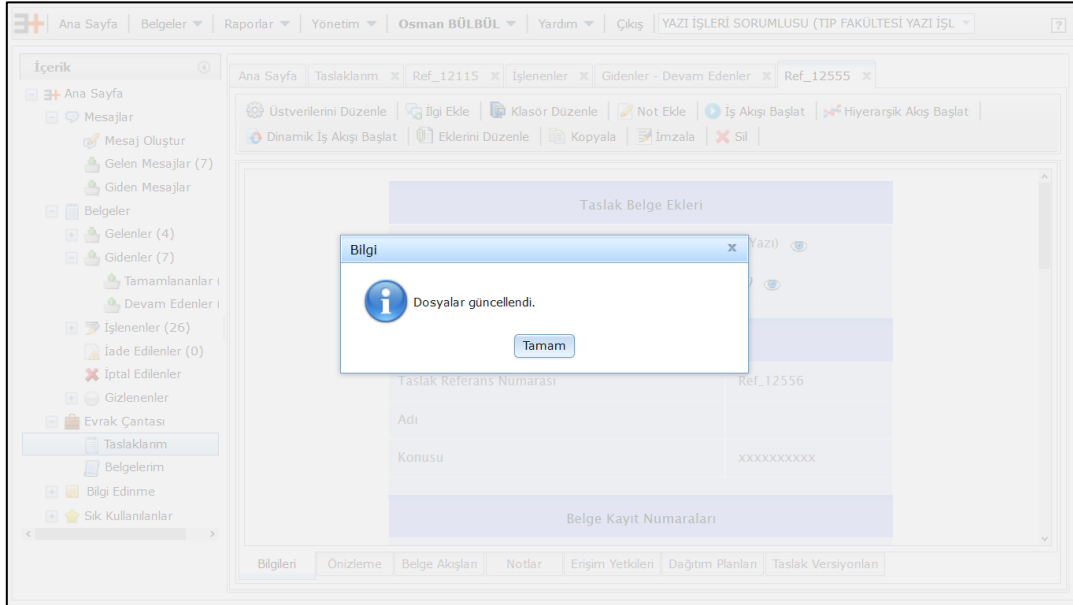 Ana Sayfa Belgeler Raporlar Yönetim Osman BÜLBÜL Yardım Çıkış YAZI İŞLERİ SORUMLUSU (TIP FAKÜLTESİ YAZI İŞL
İçerik
Ana Sayfa
Mesajlar
Mesaj Oluştur
Gelen Mesajlar (7)
Giden Mesajlar
Belgeler
Gelenler (4)
Gidenler (7)
Tamamlananlar (
Devam Edenler (
İşlenenler (26)
İade Edilenler (0)
İptal Edilenler
Gizlenenler
Evrak Çantası
Taslaklarım
Belgelerim
Bilgi Edinme
Sık Kullanılanlar
Ana Sayfa Taslaklarım x Ref_12115 x İşlenenler x Gidenler - Devam Edenler x Ref_12555 x
Üstverilerini Düzenle İlgi Ekle Klasör Düzenle Not Ekle İş Akışı Başlat Hiyerarşik Akış Başlat
Dinamik İş Akışı Başlat Eklerini Düzenle Kopyala İmzala Sil
Taslak Belge Ekleri
Yazı)
Bilgi x
Dosyalar güncellendi.
Tamam
Taslak Referans Numarası Ref_12556
Adı
Konusu xxxxxxxxxx
Belge Kayıt Numaraları
Bilgileri Önizleme Belge Akışları Notlar Erişim Yetkileri Dağıtım Planları Taslak Versiyonları